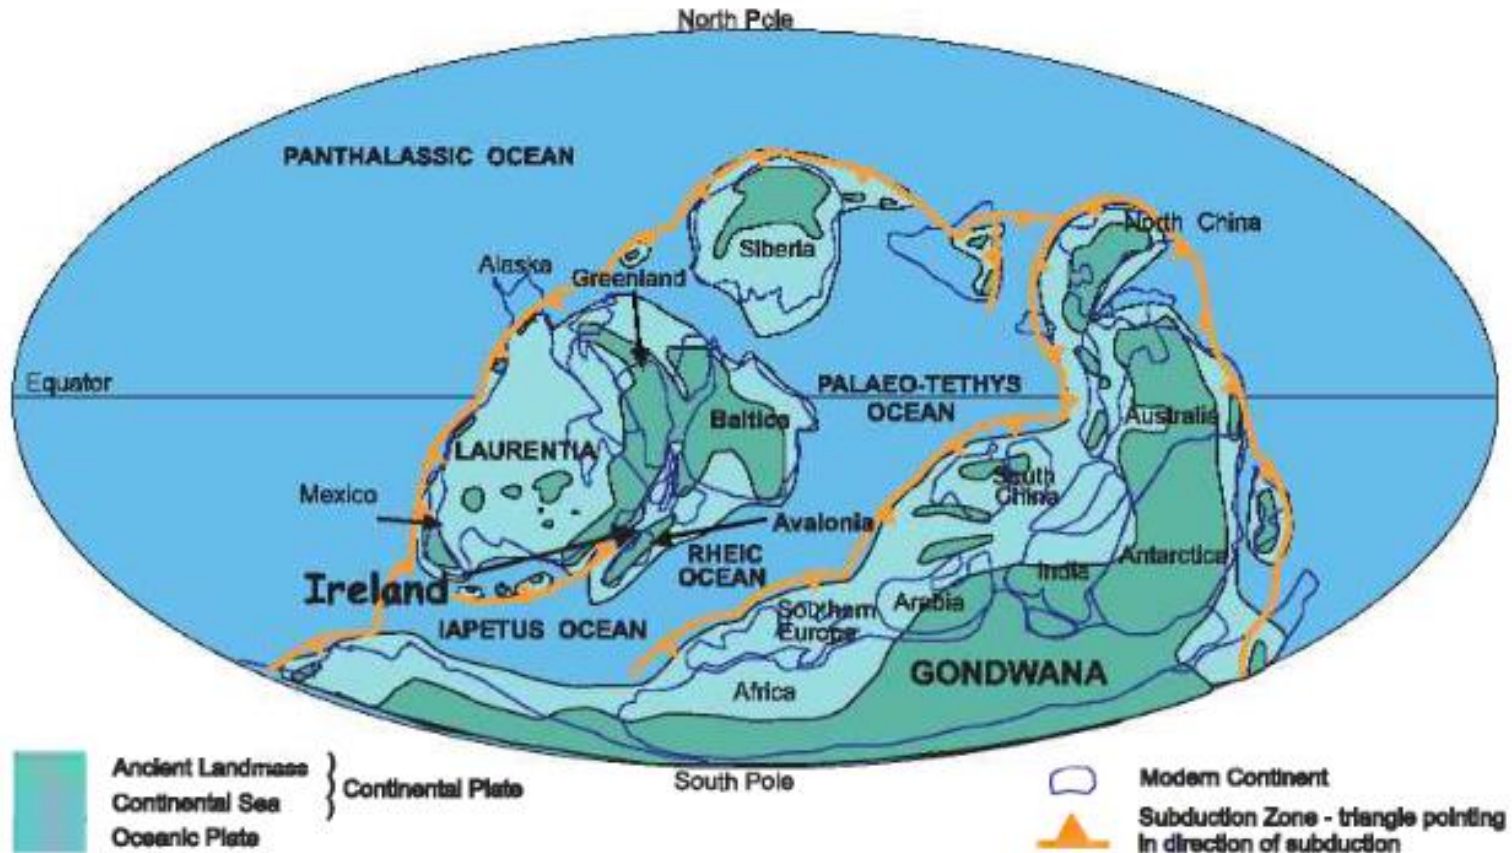 North Pole
PANTHALASSIC OCEAN
North China
Siberia
Alaska
Greenland
Equator
PALAEO-TETHYS
OCEAN
Baltica
Australia
LAURENTIA
Mexico
South
China
Avalonia
RHEIC
OCEAN
Antarctica
India
Ireland
Arabia
Southern
Europe
IAPETUS OCEAN
GONDWANA
Africa
South Pole
Ancient Landmass
Continental Sea
Continental Plate
Oceanic Plate
Modern Continent
Subduction Zone - triangle pointing
in direction of subduction